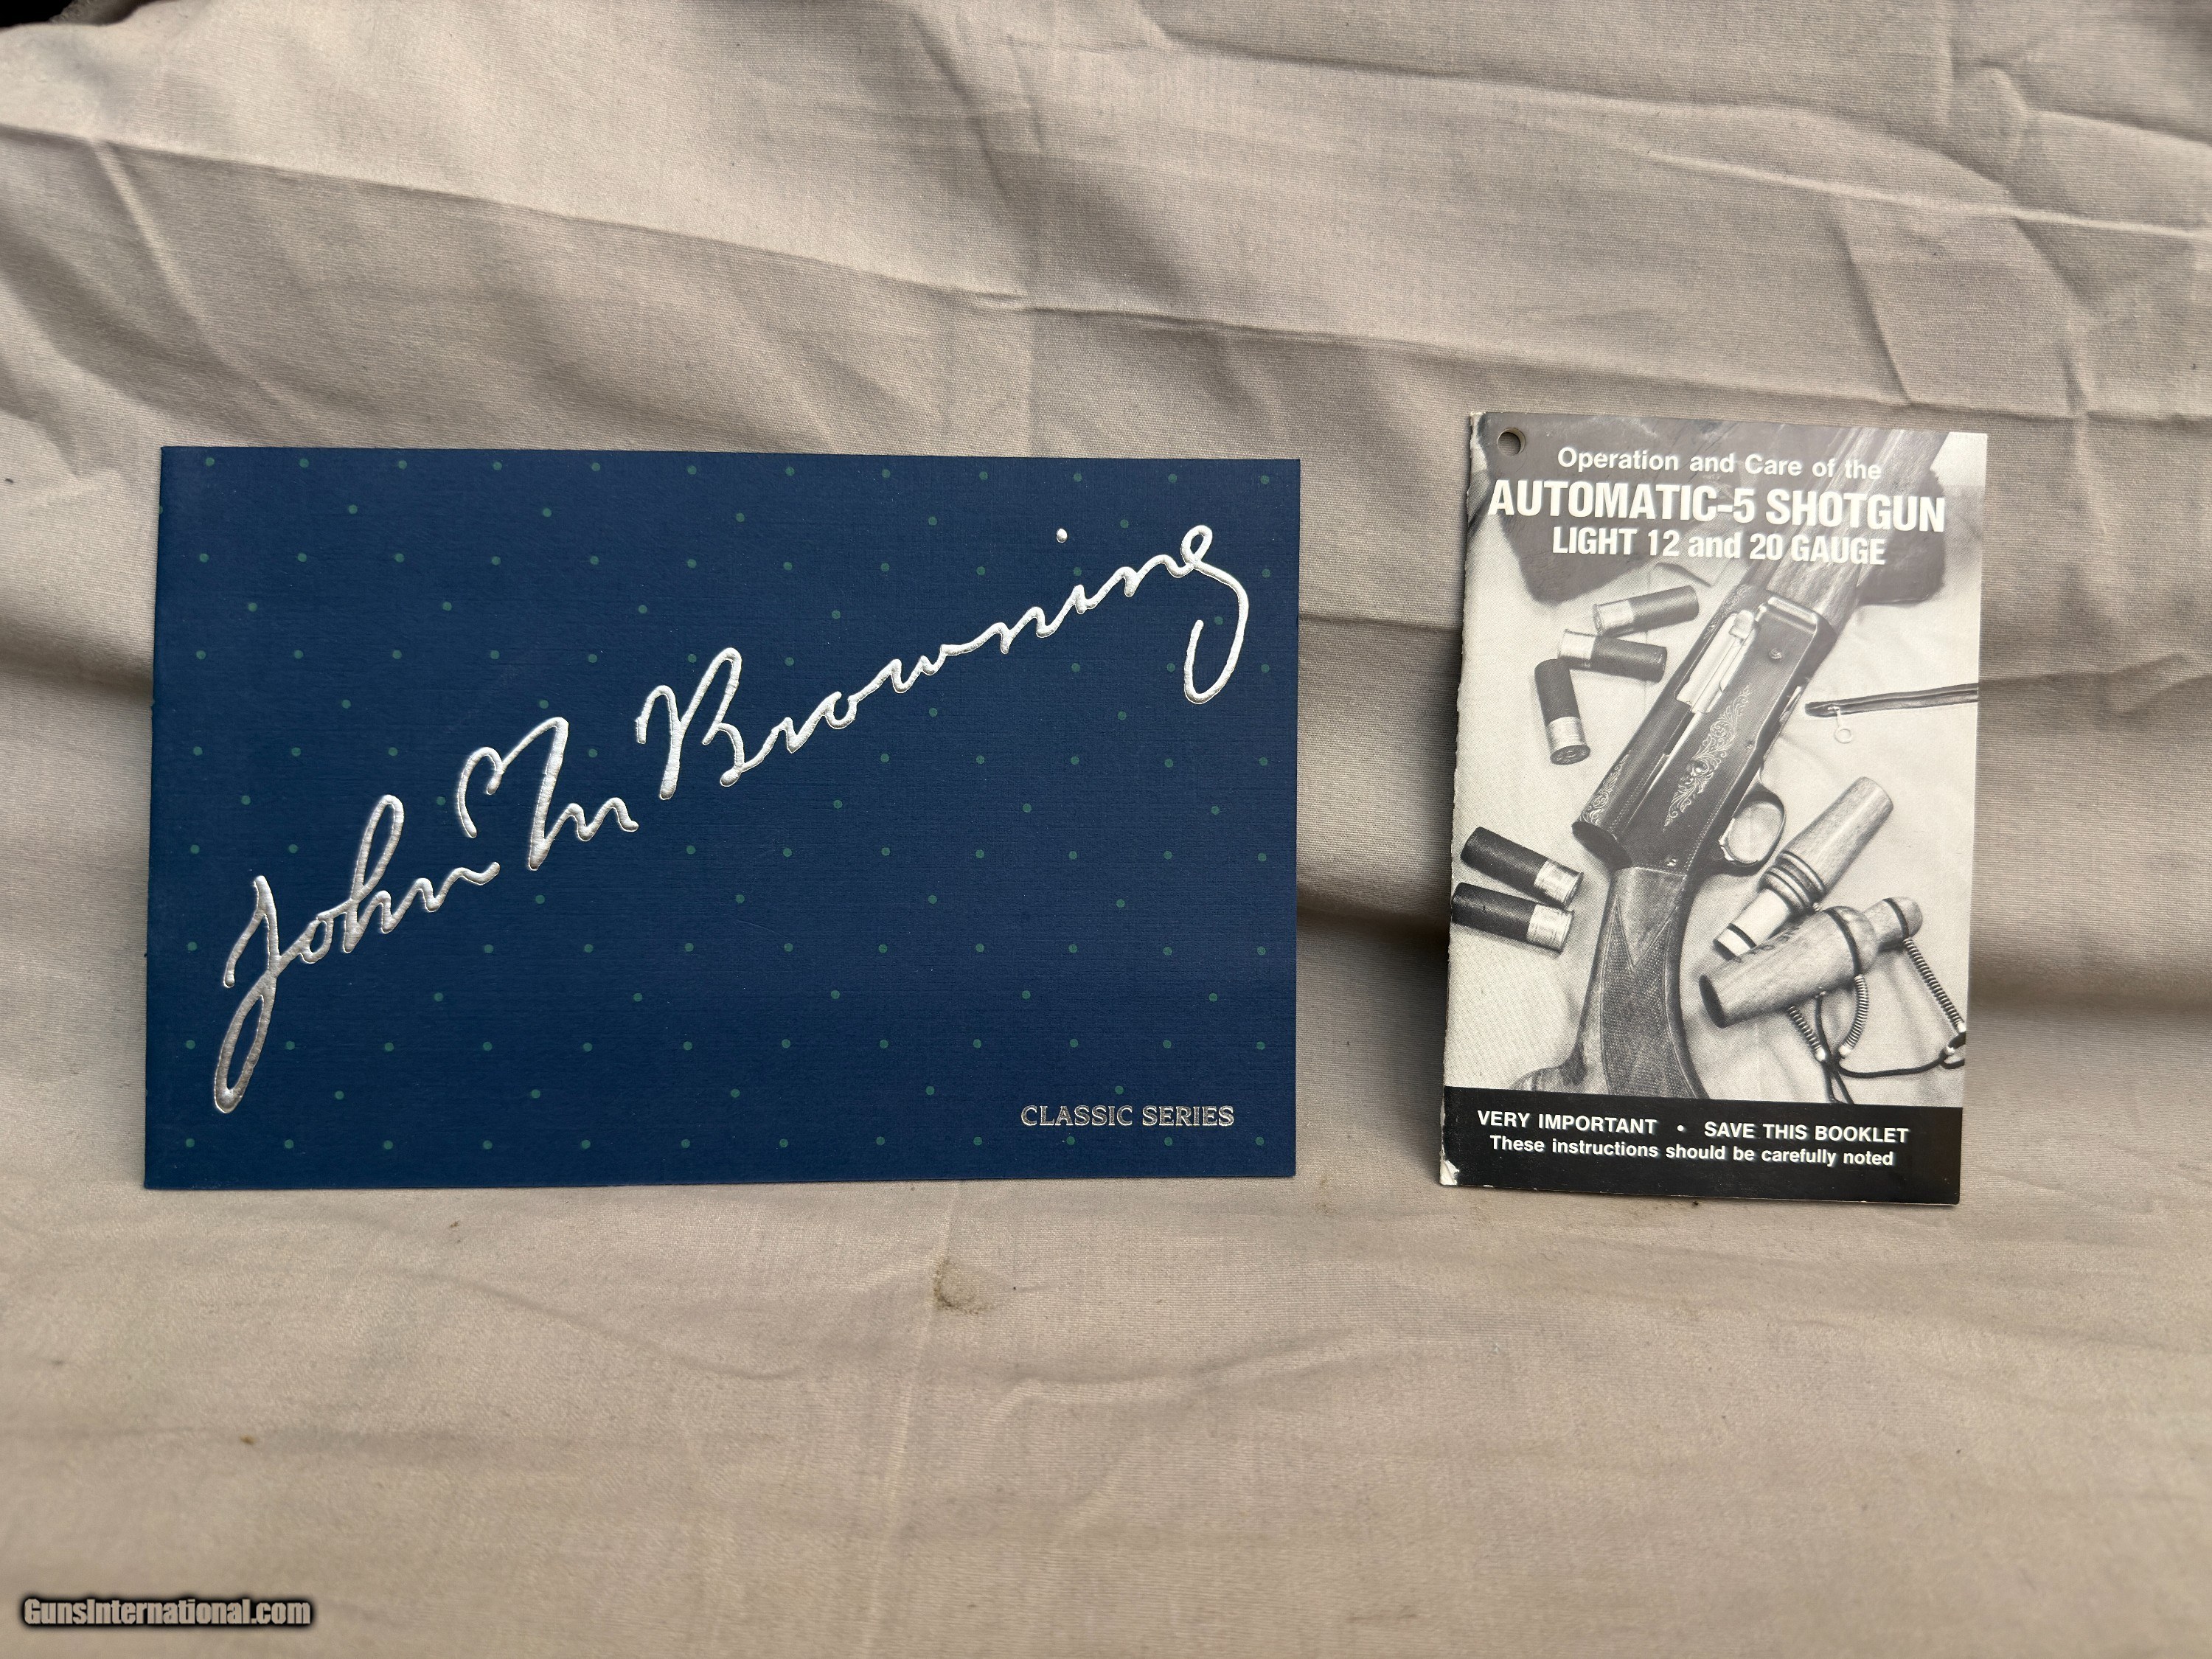 John M Browning
CLASSIC SERIES
Operation and Care of the
AUTOMATIC-5 SHOTGUN
LIGHT 12 and 20 GAUGE
VERY IMPORTANT • SAVE THIS BOOKLET
These instructions should be carefully noted
GunsInternational.com